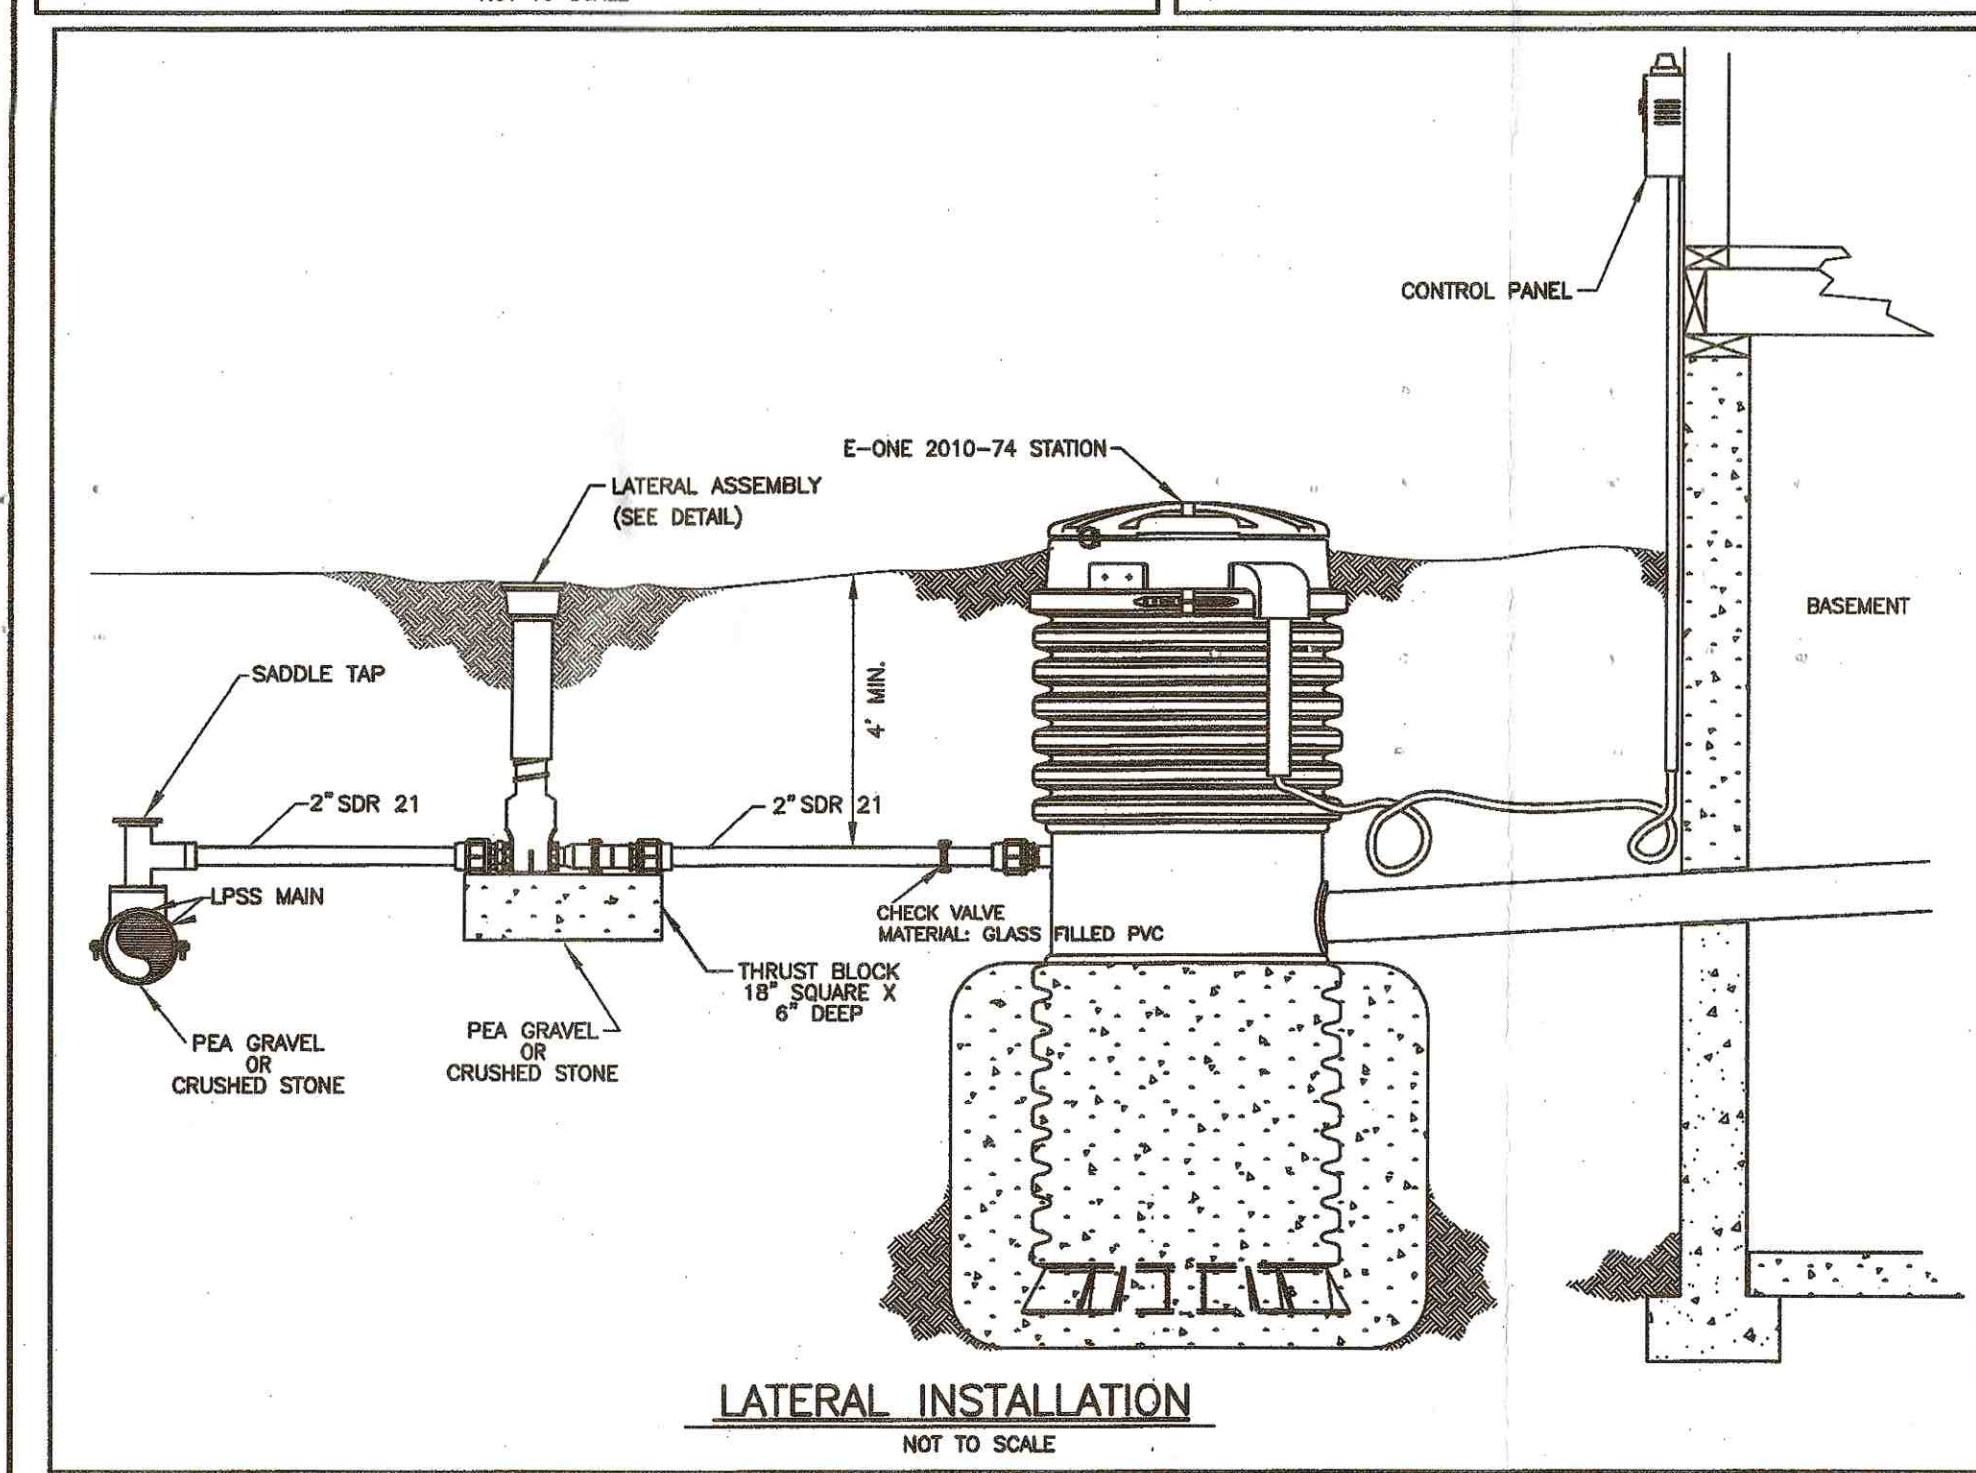 CONTROL PANEL
E-ONE 2010-74 STATION
LATERAL ASSEMBLY
(SEE DETAIL)
BASEMENT
SADDLE TAP
4' MIN.
2" SDR 21
2" SDR 21
LPSS MAIN
CHECK VALVE
MATERIAL: GLASS FILLED PVC
THRUST BLOCK
18" SQUARE X
6" DEEP
PEA GRAVEL
OR
CRUSHED STONE
PEA GRAVEL
OR
CRUSHED STONE
LATERAL INSTALLATION
NOT TO SCALE